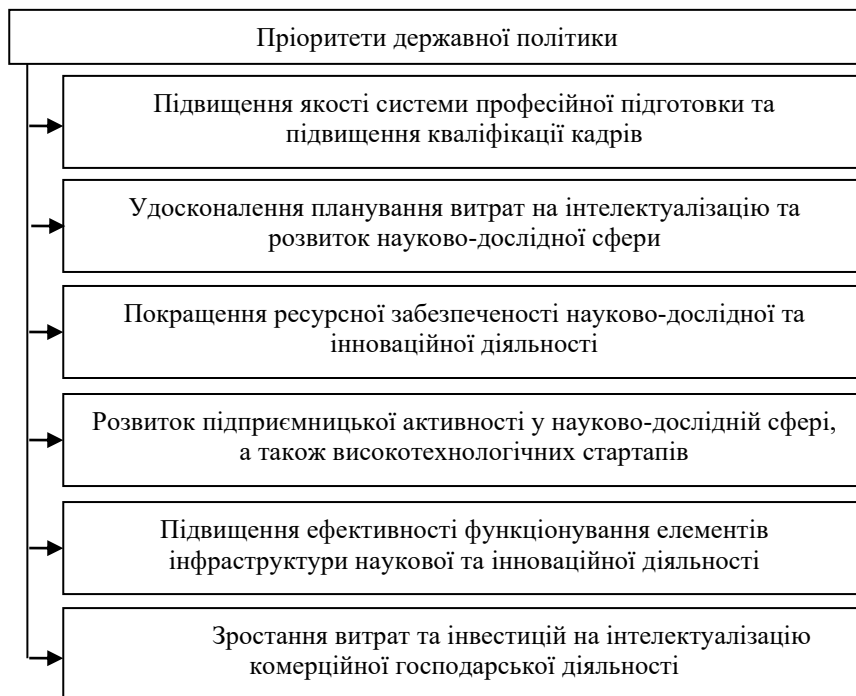 Пріоритети державної політики
Підвищення якості системи професійної підготовки та
підвищення кваліфікації кадрів
Удосконалення планування витрат на інтелектуалізацію та
розвиток науково-дослідної сфери
Покращення ресурсної забезпеченості науково-дослідної та
інноваційної діяльності
Розвиток підприємницької активності у науково-дослідній сфері,
а також високотехнологічних стартапів
Підвищення ефективності функціонування елементів
інфраструктури наукової та інноваційної діяльності
Зростання витрат та інвестицій на інтелектуалізацію
комерційної господарської діяльності